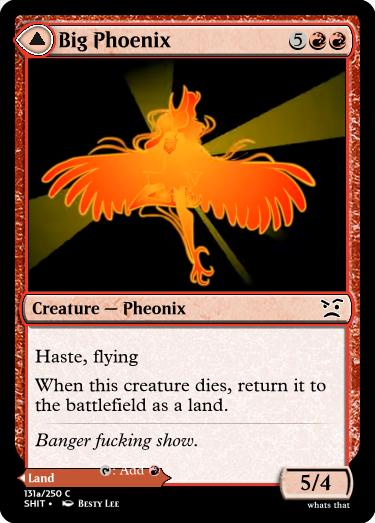 Big Phoenix 5
Creature — Pheonix
Haste, flying
When this creature dies, return it to
the battlefield as a land.
Banger fucking show.
: Add
Land
5/4
131a/250 C
SHIT • Besty Lee
whats that